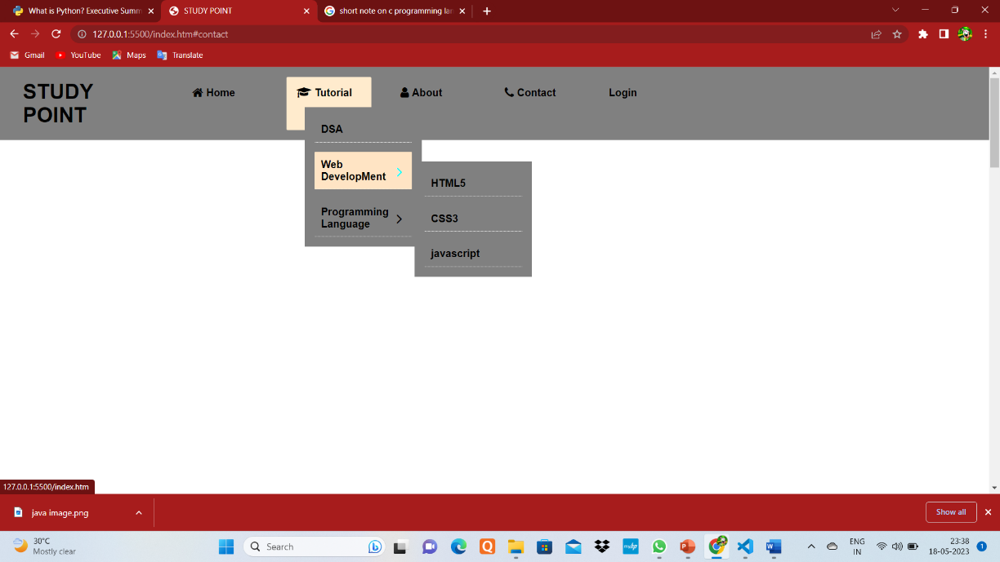 What is Python? Executive Summ
STUDY POINT
short note on c programming lan
127.0.0.1:5500/index.htm#contact
Gmail
YouTube
Maps
Translate
STUDY
POINT
Home
Tutorial
About
Contact
Login
DSA
Web
DevelopMent
Programming
Language
HTML5
CSS3
javascript
127.0.0.1:5500/index.htm
java image.png
Show all
30°C
Mostly clear
Search
ENG
IN
23:38
18-05-2023
1